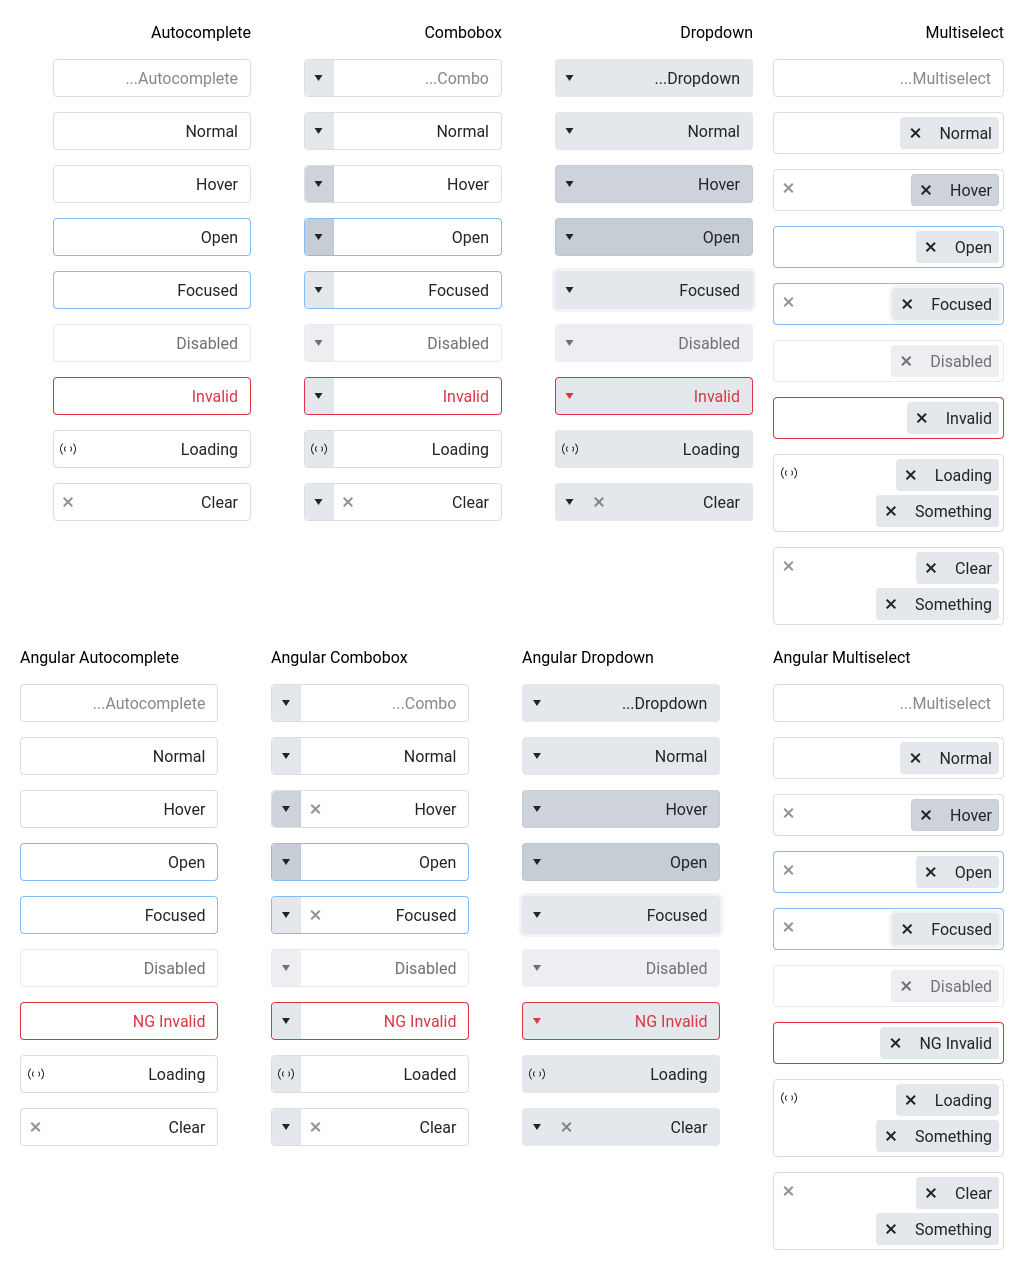 Autocomplete Combobox Dropdown Multiselect
...Autocomplete ...Combo ...Dropdown ...Multiselect
Normal Normal Normal Normal
Hover Hover Hover Hover
Open Open Open Open
Focused Focused Focused Focused
Disabled Disabled Disabled Disabled
Invalid Invalid Invalid Invalid
Loading Loading Loading Loading
Something
Clear Clear Clear Clear
Something
Angular Autocomplete Angular Combobox Angular Dropdown Angular Multiselect
...Autocomplete ...Combo ...Dropdown ...Multiselect
Normal Normal Normal Normal
Hover Hover Hover Hover
Open Open Open Open
Focused Focused Focused Focused
Disabled Disabled Disabled Disabled
NG Invalid NG Invalid NG Invalid NG Invalid
Loading Loaded Loading Loading
Something
Clear Clear Clear Clear
Something